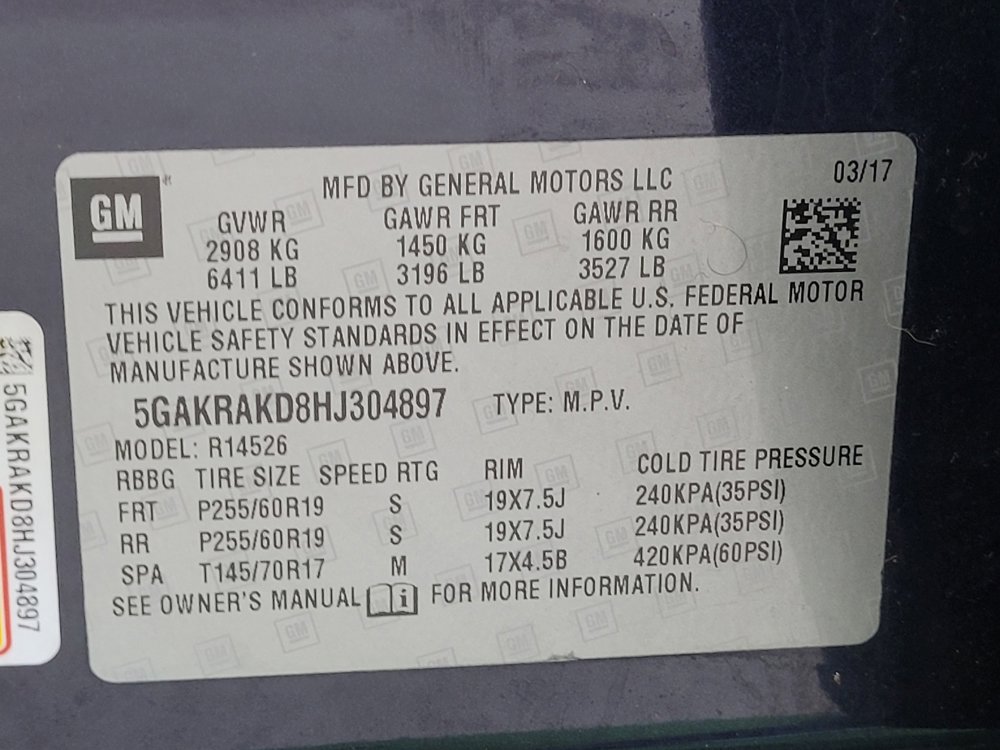 GM
MFD BY GENERAL MOTORS LLC
03/17
GVWR GAWR FRT GAWR RR
2908 KG 1450 KG 1600 KG
6411 LB 3196 LB 3527 LB
THIS VEHICLE CONFORMS TO ALL APPLICABLE U.S. FEDERAL MOTOR
VEHICLE SAFETY STANDARDS IN EFFECT ON THE DATE OF
MANUFACTURE SHOWN ABOVE.
5GAKRAKD8HJ304897 TYPE: M.P.V.
MODEL: R14526
RBBG TIRE SIZE SPEED RTG RIM COLD TIRE PRESSURE
FRT P255/60R19 S 19X7.5J 240KPA(35PSI)
RR P255/60R19 S 19X7.5J 240KPA(35PSI)
SPA T145/70R17 M 17X4.5B 420KPA(60PSI)
SEE OWNER'S MANUAL i FOR MORE INFORMATION.
5GAKRAKD8HJ304897